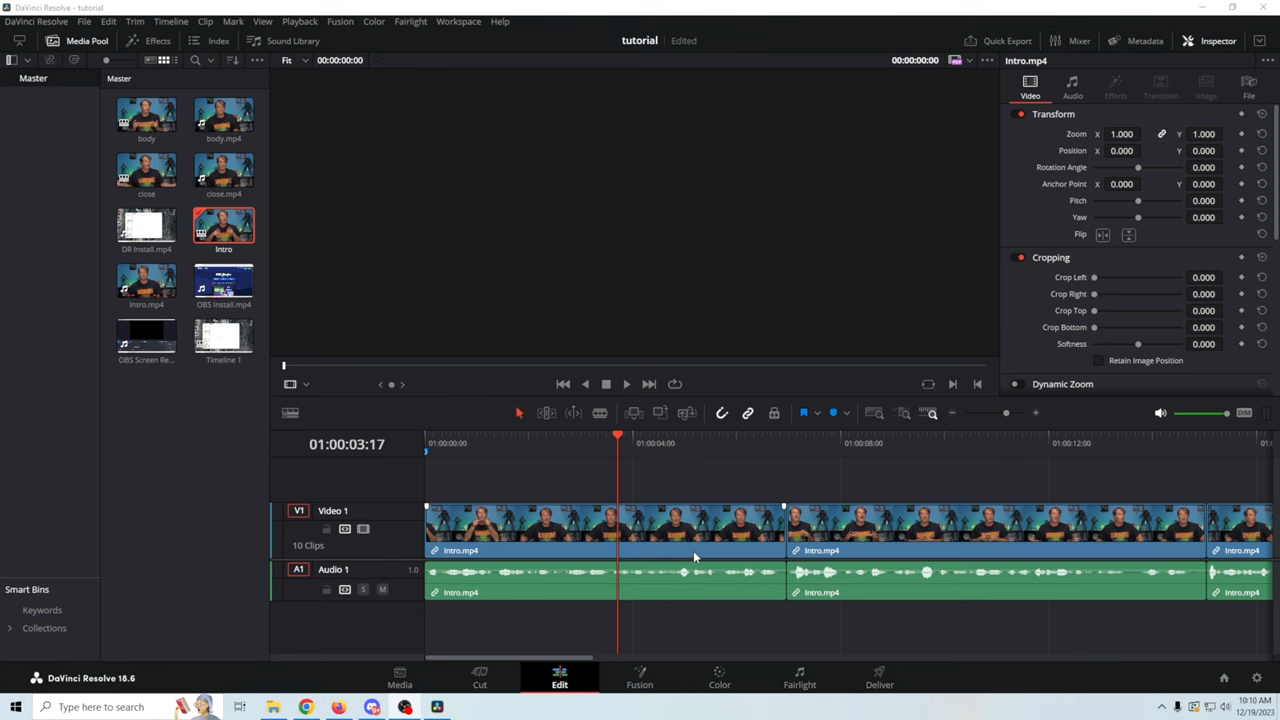 DaVinci Resolve - tutorial
DaVinci Resolve File Edit Trim Timeline Clip Mark View Playback Fusion Color Fairlight Workspace Help
Media Pool Effects Index Sound Library tutorial Edited Quick Export Mixer Metadata Inspector
Fit 00:00:00:00 00:00:00:00 Intro.mp4
Master
Master
body
body.mp4
close
close.mp4
DR Install.mp4
Intro
Intro.mp4
OBS Install.mp4
OBS Screen Re...
Timeline 1
Smart Bins
Keywords
Collections
Video Audio Effects Transition Image File
Transform
Zoom X 1.000 Y 1.000
Position X 0.000 Y 0.000
Rotation Angle 0.000
Anchor Point X 0.000 Y 0.000
Pitch 0.000
Yaw 0.000
Flip
Cropping
Crop Left 0.000
Crop Right 0.000
Crop Top 0.000
Crop Bottom 0.000
Softness 0.000
Retain Image Position
Dynamic Zoom
DIM
01:00:03:17 01:00:00:00 01:00:04:00 01:00:08:00 01:00:12:00
V1 Video 1
10 Clips
Intro.mp4 Intro.mp4 Intro.mp4
A1 Audio 1 1.0
S M
Intro.mp4 Intro.mp4 Intro.mp4
DaVinci Resolve 18.6
Media Cut Edit Fusion Color Fairlight Deliver
Type here to search
10:10 AM
12/19/2023